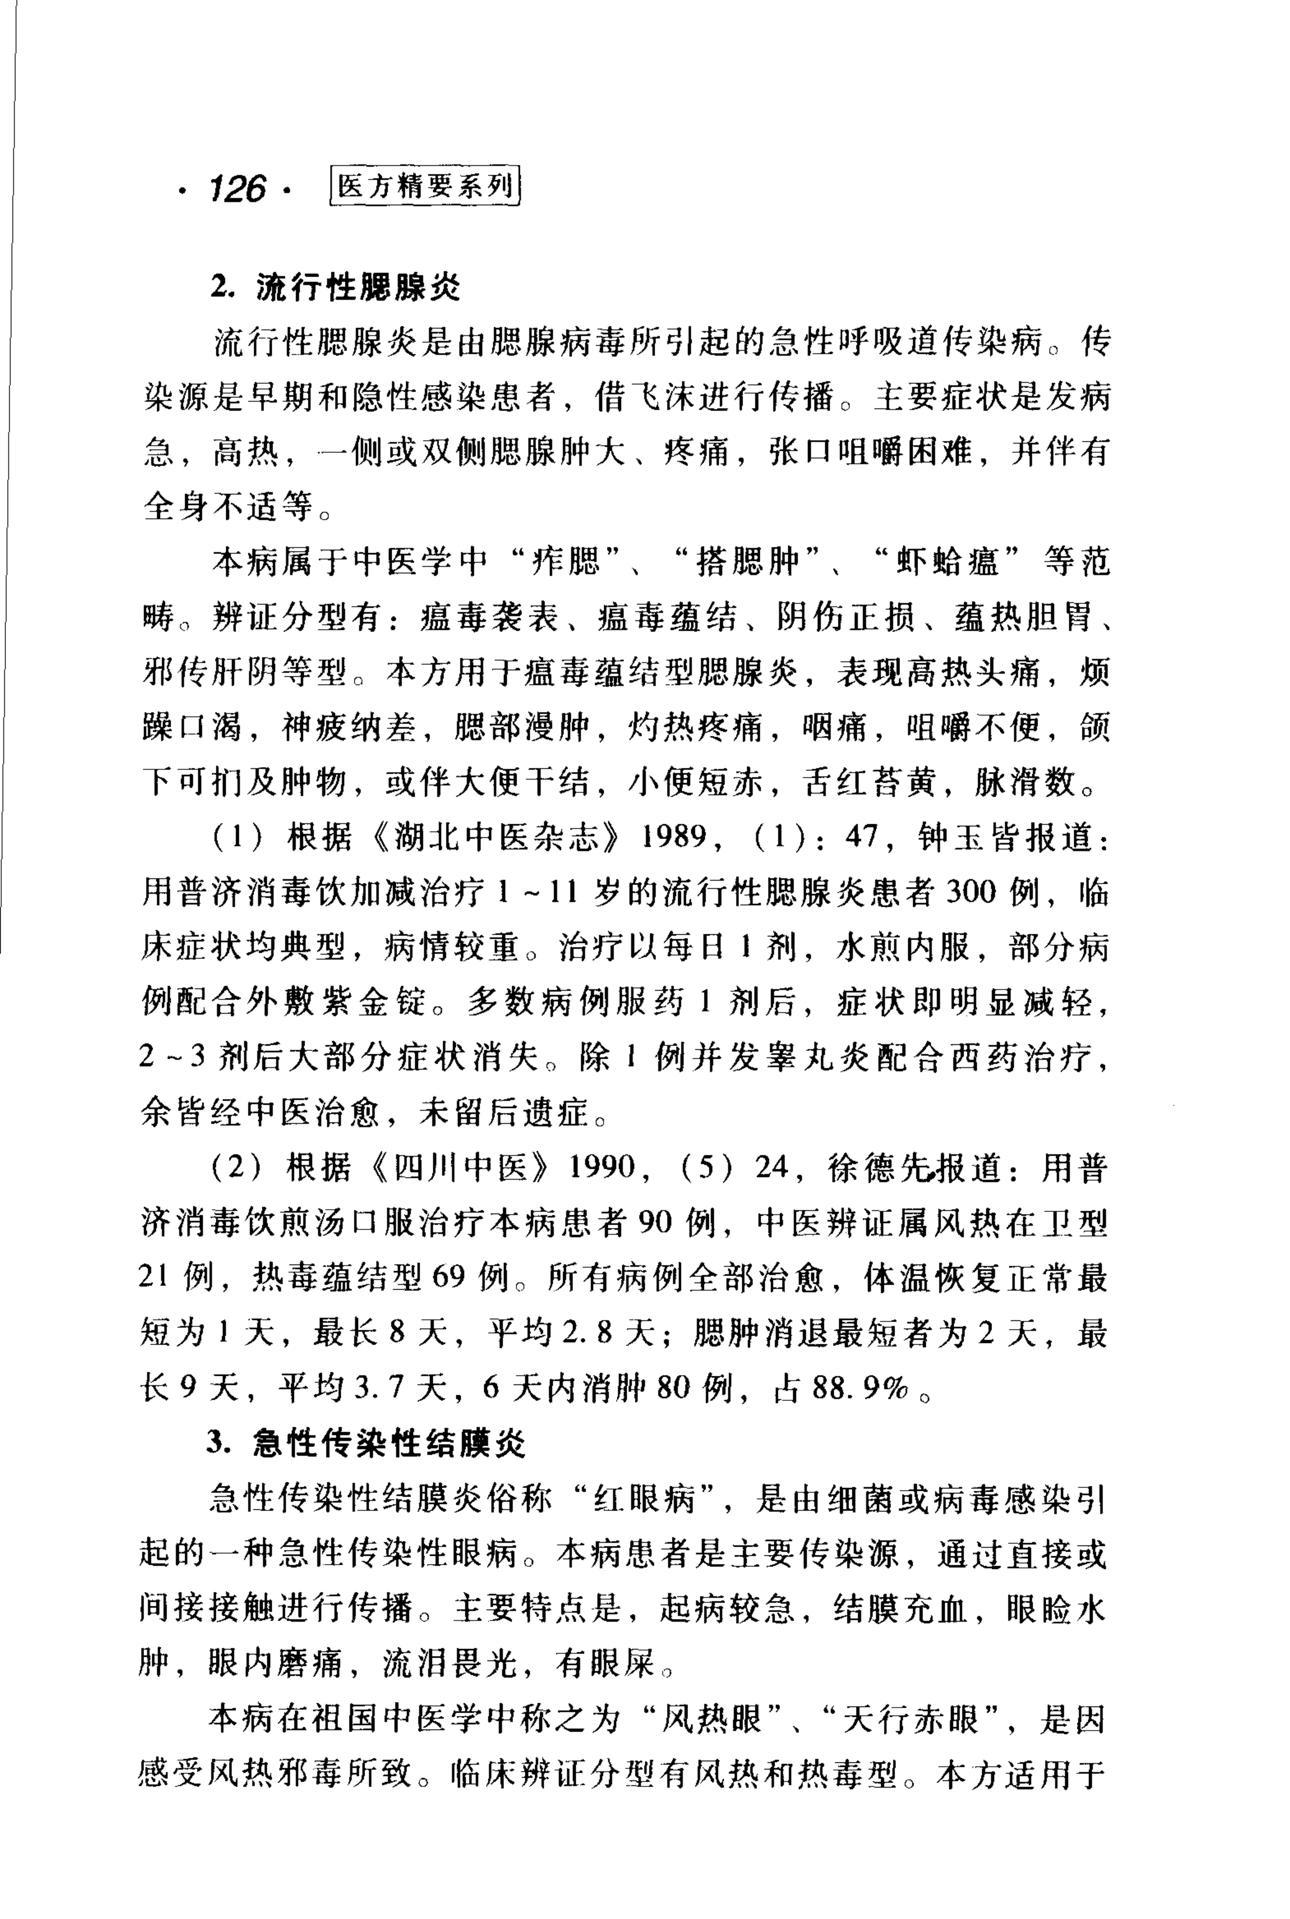 · 126 · 医方精要系列
2. 流行性腮腺炎
流行性腮腺炎是由腮腺病毒所引起的急性呼吸道传染病。传
染源是早期和隐性感染患者，借飞沫进行传播。主要症状是发病
急，高热，一侧或双侧腮腺肿大、疼痛，张口咀嚼困难，并伴有
全身不适等。
本病属于中医学中“痄腮”、“搭腮肿”、“虾蛤瘟”等范
畴。辨证分型有：瘟毒袭表、瘟毒蕴结、阴伤正损、蕴热胆胃、
邪传肝阴等型。本方用于瘟毒蕴结型腮腺炎，表现高热头痛，烦
躁口渴，神疲纳差，腮部漫肿，灼热疼痛，咽痛，咀嚼不便，颌
下可扪及肿物，或伴大便干结，小便短赤，舌红苔黄，脉滑数。
（1）根据《湖北中医杂志》1989，（1）：47，钟玉皆报道：
用普济消毒饮加减治疗 1～11 岁的流行性腮腺炎患者 300 例，临
床症状均典型，病情较重。治疗以每日 1 剂，水煎内服，部分病
例配合外敷紫金锭。多数病例服药 1 剂后，症状即明显减轻，
2～3 剂后大部分症状消失。除 1 例并发睾丸炎配合西药治疗，
余皆经中医治愈，未留后遗症。
（2）根据《四川中医》1990，（5）24，徐德先报道：用普
济消毒饮煎汤口服治疗本病患者 90 例，中医辨证属风热在卫型
21 例，热毒蕴结型 69 例。所有病例全部治愈，体温恢复正常最
短为 1 天，最长 8 天，平均 2.8 天；腮肿消退最短者为 2 天，最
长 9 天，平均 3.7 天，6 天内消肿 80 例，占 88.9%。
3. 急性传染性结膜炎
急性传染性结膜炎俗称“红眼病”，是由细菌或病毒感染引
起的一种急性传染性眼病。本病患者是主要传染源，通过直接或
间接接触进行传播。主要特点是，起病较急，结膜充血，眼睑水
肿，眼内磨痛，流泪畏光，有眼屎。
本病在祖国中医学中称之为“风热眼”、“天行赤眼”，是因
感受风热邪毒所致。临床辨证分型有风热和热毒型。本方适用于